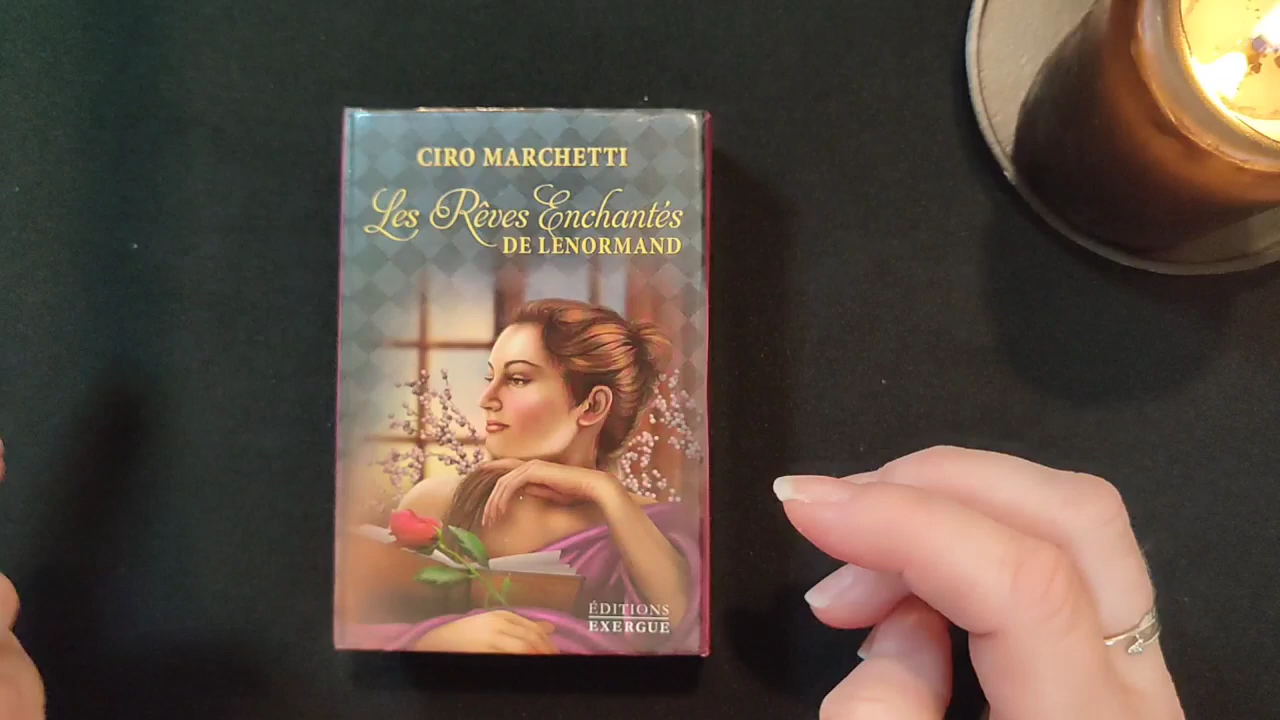 CIRO MARCHETTI
Les Rêves Enchantés
DE LENORMAND
ÉDITIONS
EXERGUE